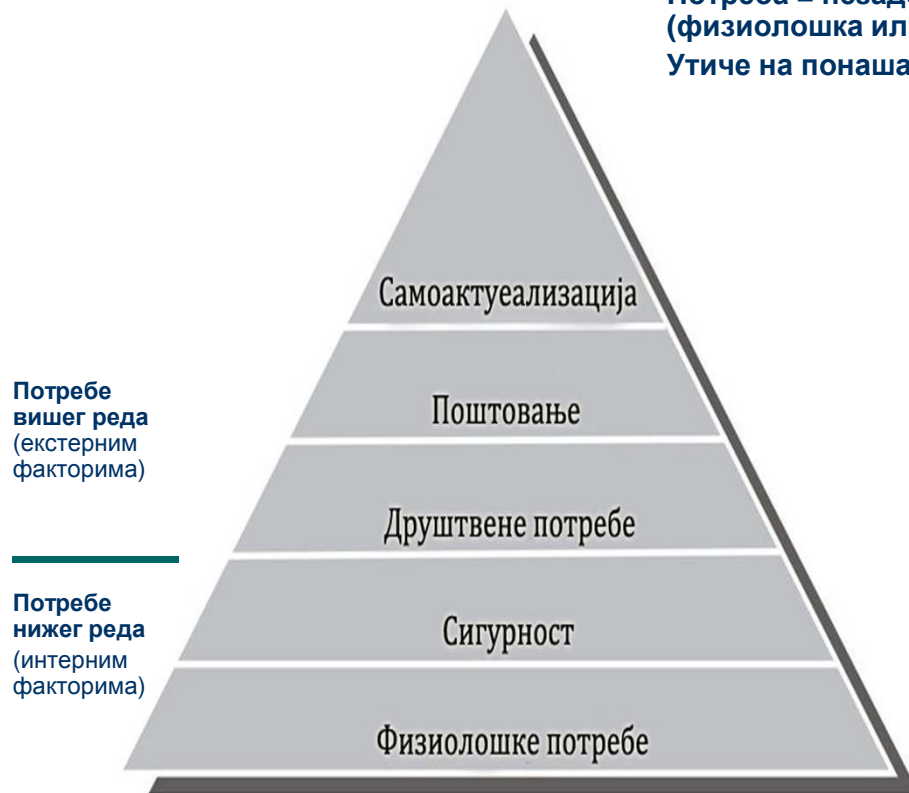 (физиолошка ил
Утиче на понаша
Самоактуеализација
Поштовање
Друштвене потребе
Сигурност
Физиолошке потребе
Потребе
вишег реда
(екстерним
факторима)
Потребе
нижег реда
(интерним
факторима)